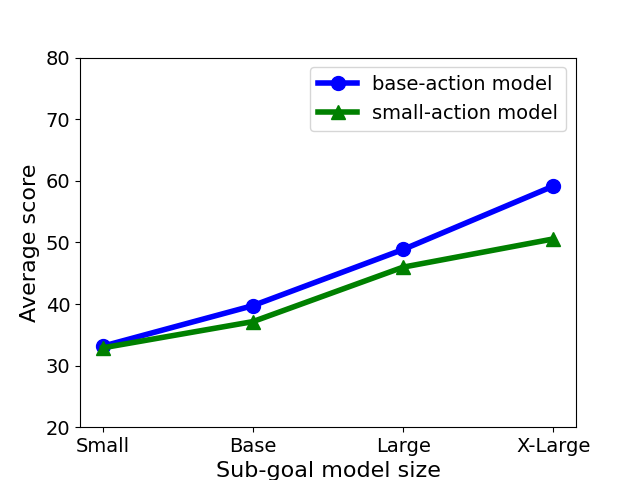 80
70
60
50
40
30
20
Average score
base-action model
small-action model
Small Base Large X-Large
Sub-goal model size